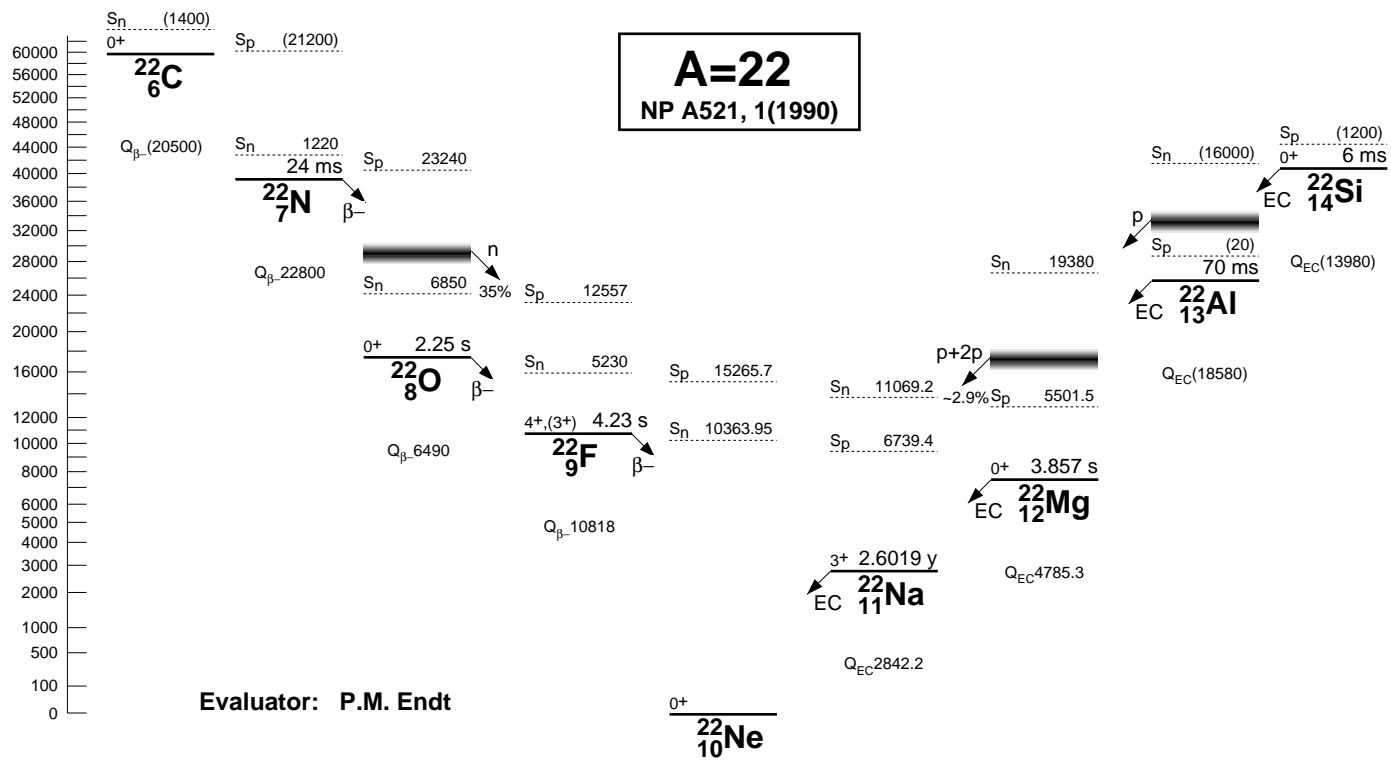 A=22
NP A521, 1(1990)
60000
56000
52000
48000
44000
40000
36000
32000
28000
24000
20000
16000
12000
10000
8000
6000
5000
4000
3000
2000
1000
500
100
0
Sn (1400)
0+
22 6 C
Qβ−(20500)
Sp (21200)
Sn 1220
24 ms
22 7 N
β−
Qβ−22800
Sp 23240
n
35%
Sn 6850
0+ 2.25 s
22 8 O
β−
Qβ−6490
Sp 12557
Sn 5230
4+,(3+) 4.23 s
22 9 F
β−
Qβ−10818
Sp 15265.7
Sn 10363.95
0+
22 10 Ne
Sn 11069.2
Sp 6739.4
3+ 2.6019 y
EC 22 11 Na
QEC2842.2
Sn 19380
p+2p
~2.9%
Sp 5501.5
0+ 3.857 s
EC 22 12 Mg
QEC4785.3
Sn (16000)
p
Sp (20)
70 ms
EC 22 13 Al
QEC(18580)
Sp (1200)
0+ 6 ms
EC 22 14 Si
QEC(13980)
Evaluator: P.M. Endt